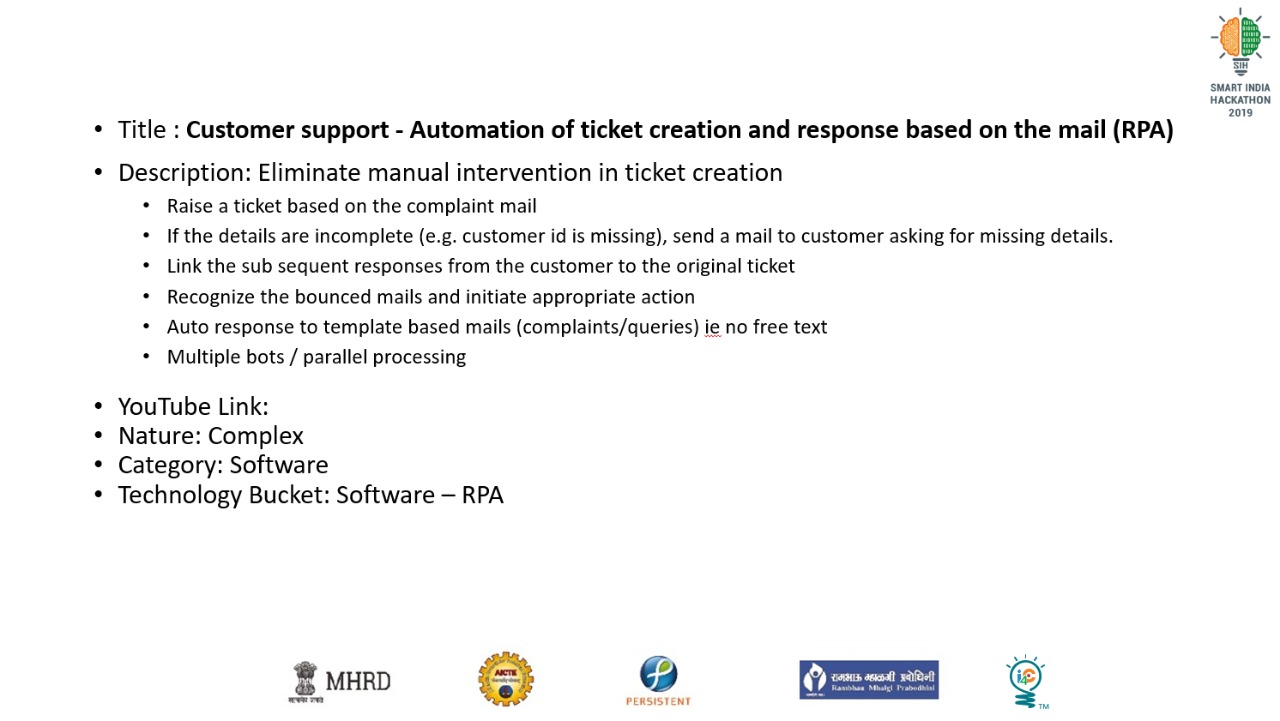 SIH
SMART INDIA
HACKATHON
2019
• Title : Customer support - Automation of ticket creation and response based on the mail (RPA)
• Description: Eliminate manual intervention in ticket creation
• Raise a ticket based on the complaint mail
• If the details are incomplete (e.g. customer id is missing), send a mail to customer asking for missing details.
• Link the sub sequent responses from the customer to the original ticket
• Recognize the bounced mails and initiate appropriate action
• Auto response to template based mails (complaints/queries) ie no free text
• Multiple bots / parallel processing
• YouTube Link:
• Nature: Complex
• Category: Software
• Technology Bucket: Software – RPA
सत्यमेव जयते
MHRD
AICTE
PERSISTENT
रामभाऊ म्हाळगी प्रबोधिनी
Rambhau Mhalgi Prabodhini
i4C
TM